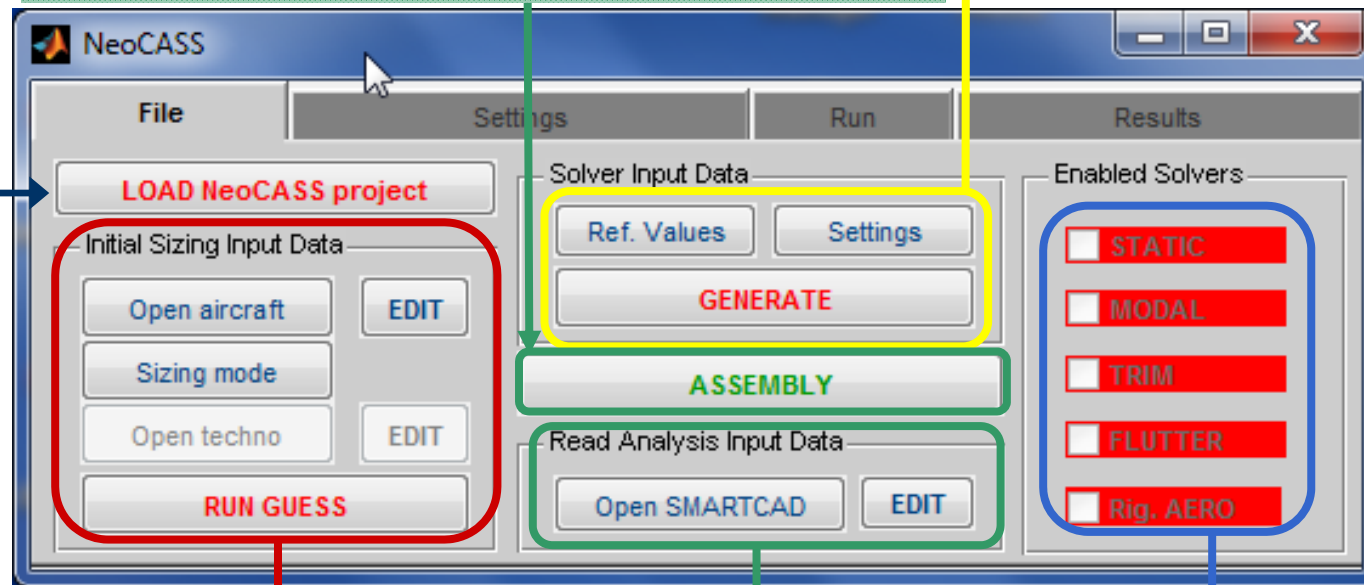 NeoCASS
File
Settings
Run
Results
LOAD NeoCASS project
Initial Sizing Input Data
Open aircraft
EDIT
Sizing mode
Open techno
EDIT
RUN GUESS
Solver Input Data
Ref. Values
Settings
GENERATE
ASSEMBLY
Read Analysis Input Data
Open SMARTCAD
EDIT
Enabled Solvers
STATIC
MODAL
TRIM
FLUTTER
Rig. AERO